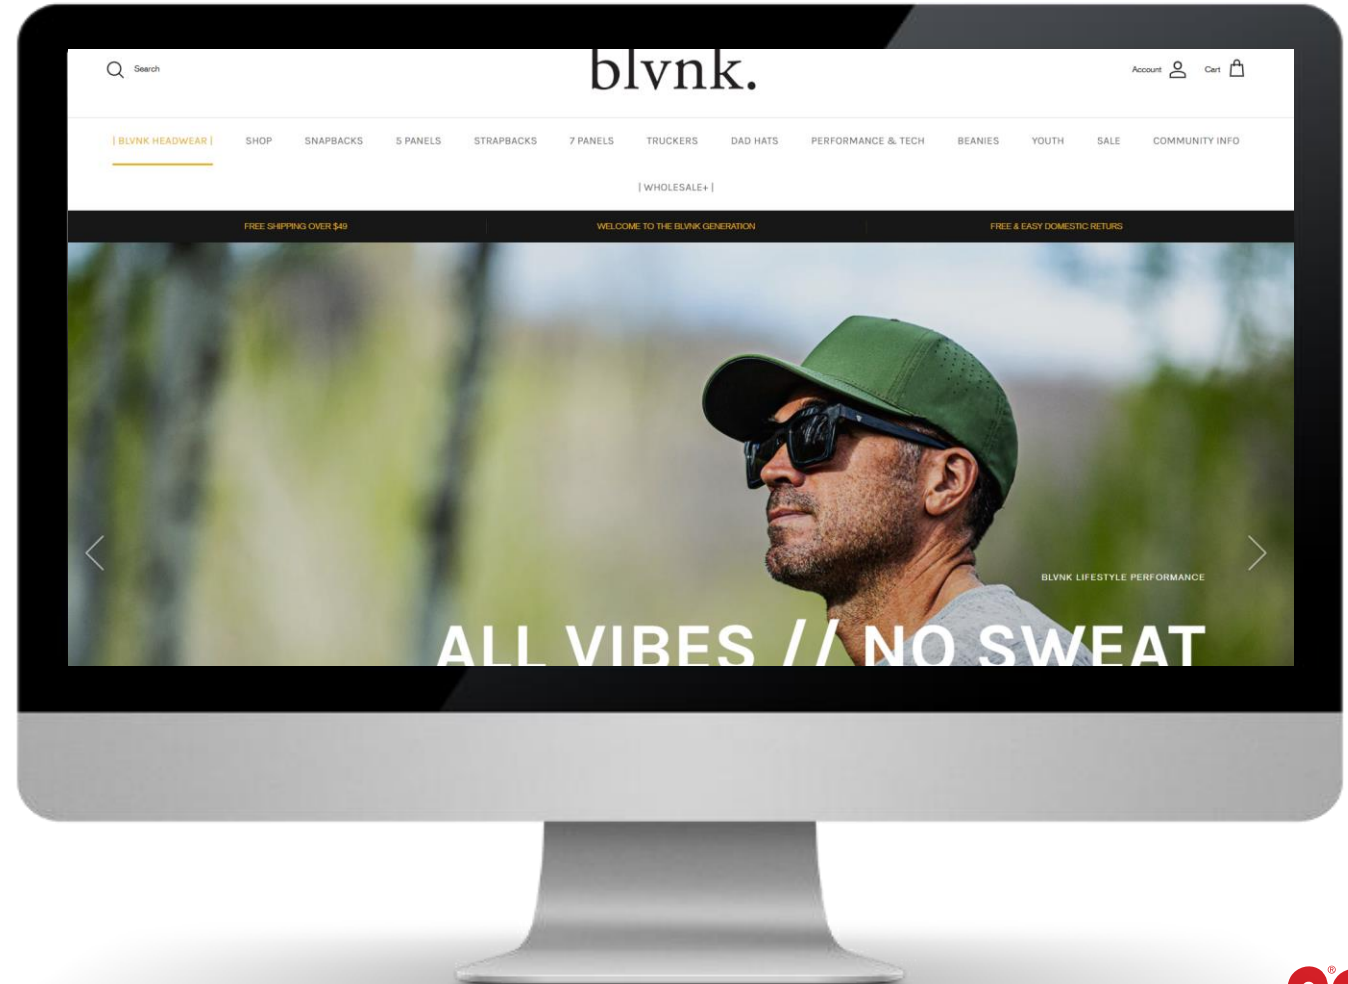 Search
blvnk.
Account
Cart
| BLVNK HEADWEAR | SHOP SNAPBACKS 5 PANELS STRAPBACKS 7 PANELS TRUCKERS DAD HATS PERFORMANCE & TECH BEANIES YOUTH SALE COMMUNITY INFO
| WHOLESALE+ |
FREE SHIPPING OVER $49 WELCOME TO THE BLVNK GENERATION FREE & EASY DOMESTIC RETURS
BLVNK LIFESTYLE PERFORMANCE
ALL VIBES // NO SWEAT